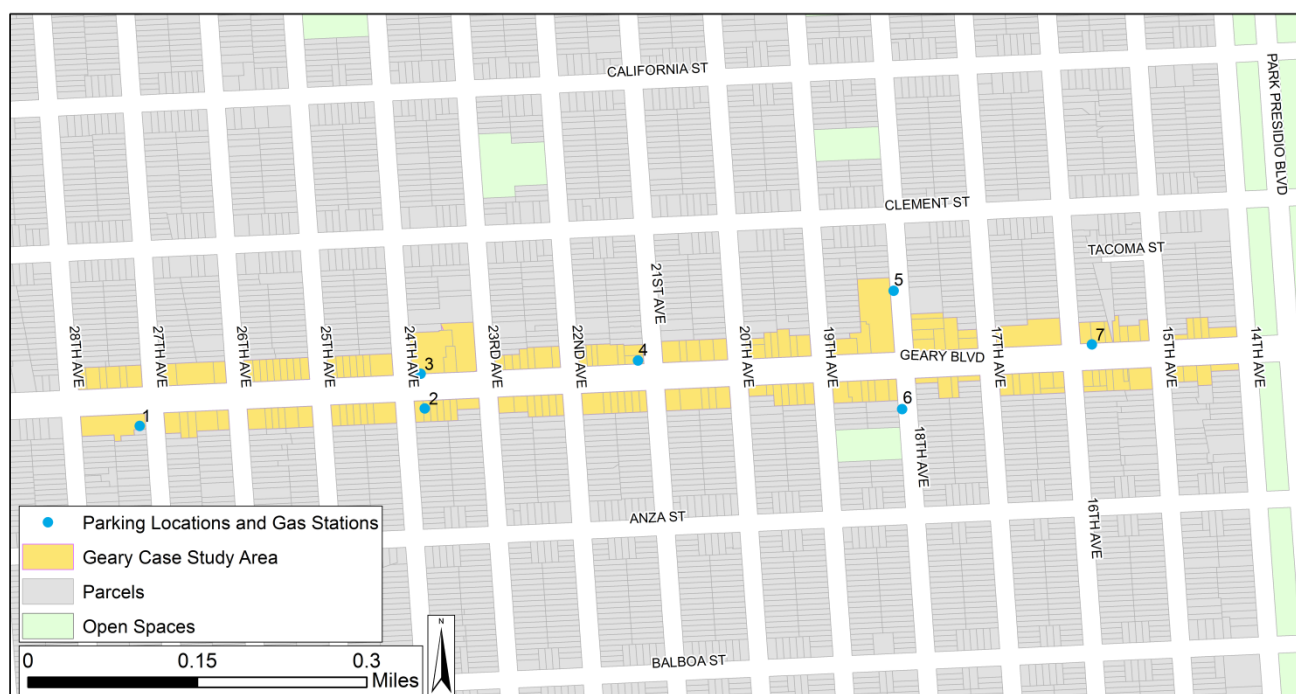 CALIFORNIA ST
PARK PRESIDIO BLVD
CLEMENT ST
TACOMA ST
5
21ST AVE
28TH AVE
27TH AVE
26TH AVE
25TH AVE
24TH AVE
23RD AVE
22ND AVE
20TH AVE
19TH AVE
17TH AVE
15TH AVE
14TH AVE
3
4
7
GEARY BLVD
1
2
6
18TH AVE
16TH AVE
ANZA ST
BALBOA ST
Parking Locations and Gas Stations
Geary Case Study Area
Parcels
Open Spaces
N
0 0.15 0.3
Miles